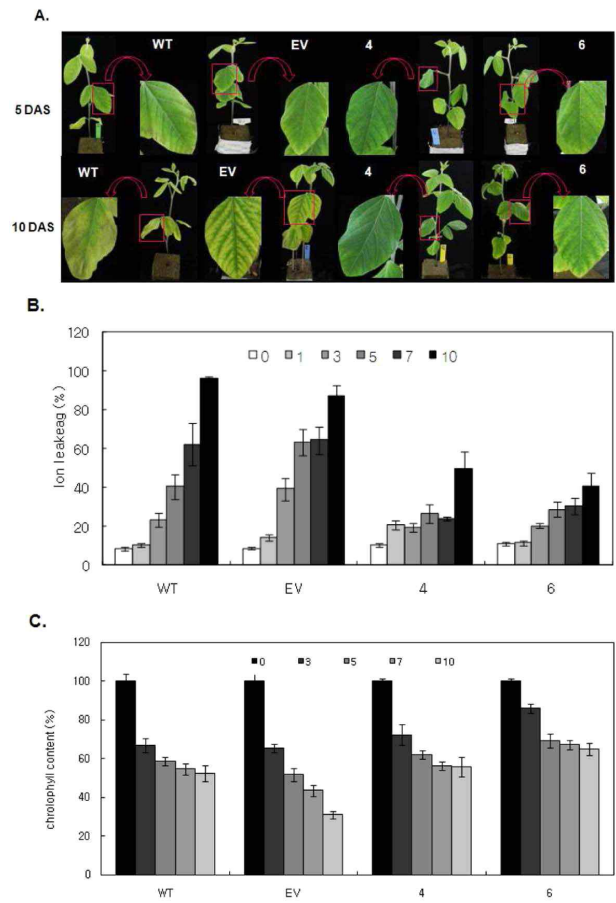 A.
WT EV 4 6
5 DAS
WT EV 4 6
10 DAS
B.
120
100
80
60
40
20
0
Ion leakeag (%)
0 1 3 5 7 10
WT EV 4 6
C.
120
100
80
60
40
20
0
chrolophyll content (%)
0 3 5 7 10
WT EV 4 6